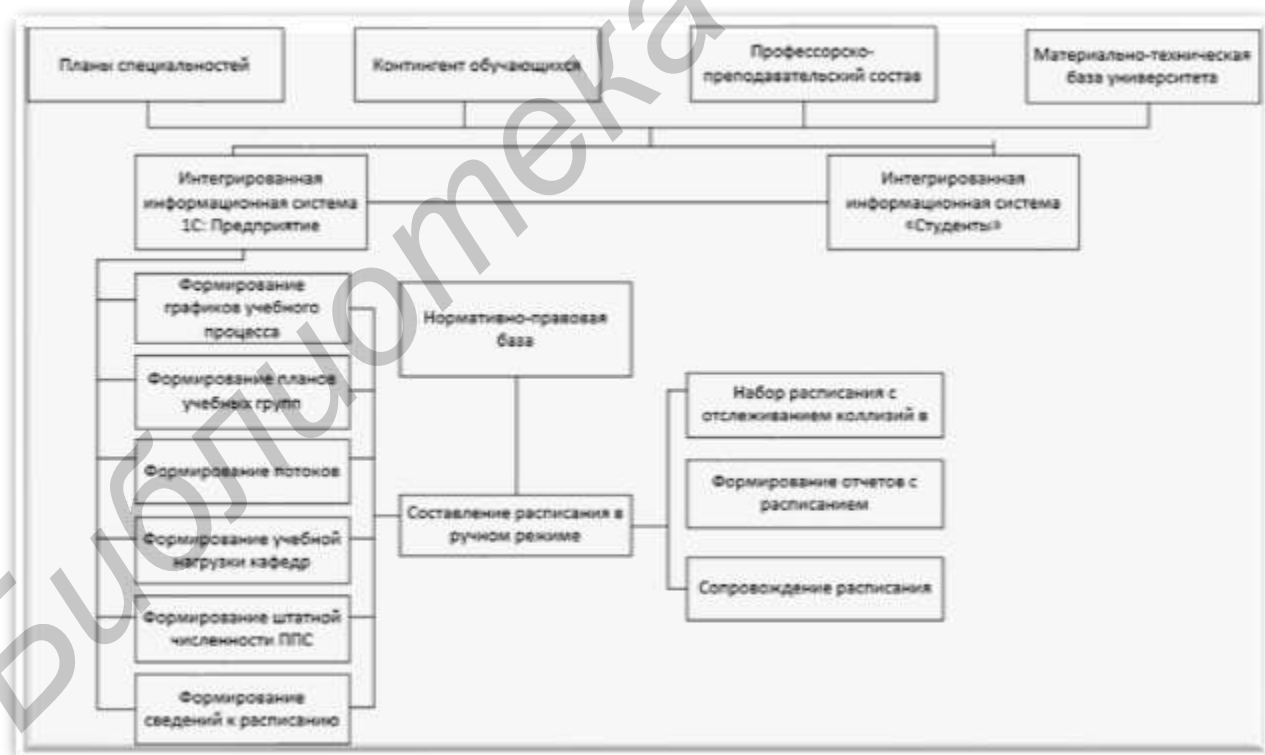 Планы специальностей
Контингент обучающихся
Профессорско-
преподавательский состав
Материально-техническая
база университета
Интегрированная
информационная система
1С: Предприятие
Интегрированная
информационная система
«Студенты»
Формирование
графиков учебного
процесса
Формирование планов
учебных групп
Формирование потоков
Формирование учебной
нагрузки кафедр
Формирование штатной
численности ППС
Формирование
сведений к расписанию
Нормативно-правовая
база
Составление расписания в
ручном режиме
Набор расписания с
отслеживанием коллизий в
Формирование отчетов с
расписанием
Сопровождение расписания
Библиотека